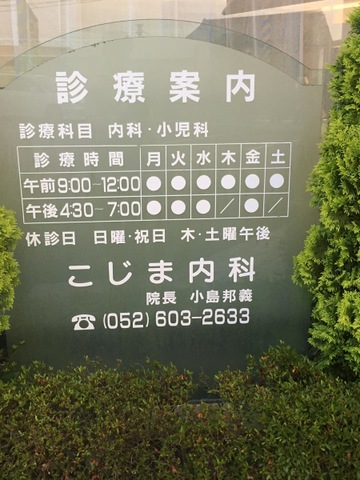 診療案内
診療科目 内科・小児科
診療時間 月 火 水 木 金 土
午前 9:00~12:00 ● ● ● ● ● ●
午後 4:30~7:00 ● ● ● / ● /
休診日 日曜・祝日 木・土曜午後
こじま内科
院長 小島邦義
☎ (052) 603-2633